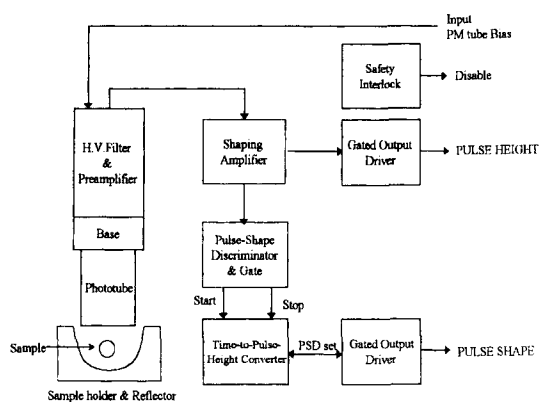 Input
PM tube Bias
Safety
Interlock
Disable
H.V.Filter
&
Preamplifier
Shaping
Amplifier
Gated Output
Driver
PULSE HEIGHT
Base
Pulse-Shape
Discriminator
& Gate
Phototube
Start
Stop
Sample
Time-to-Pulse-
Height Converter
PSD set
Gated Output
Driver
PULSE SHAPE
Sample holder & Reflector